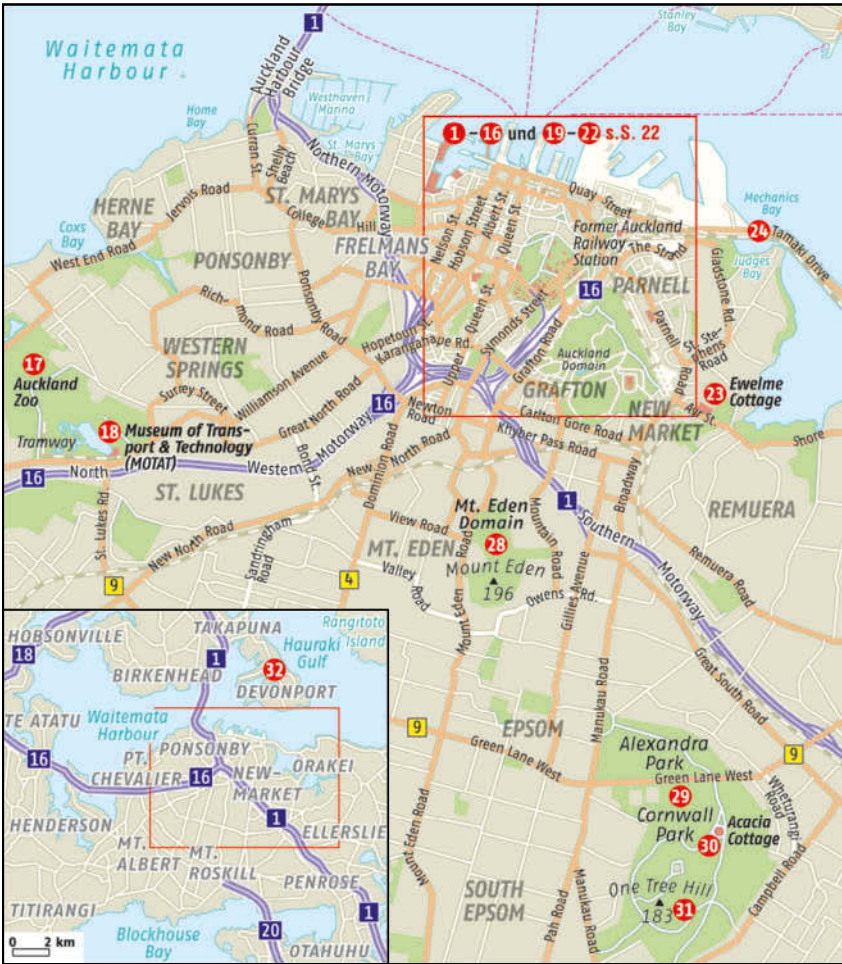 Waitemata
Harbour
1
Stanley
Bay
Auckland
Harbour
Bridge
Westhaven
Marina
Home
Bay
Curran St.
Shelly
Beach
St. Marys
Bay
Northern Motorway
1 - 16 und 19 - 22 s.S. 22
Quay Street
Mechanics
Bay
24
Tamaki Drive
Judges
Bay
HERNE
BAY
Jervois Road
ST. MARYS
BAY
College
Hill
Coxs
Bay
West End Road
PONSONBY
FRELMANS
BAY
Nelson St.
Hobson Street
Albert St.
Queen St.
Former Auckland
Railway
Station
The Strand
16
PARNELL
Gladstone Rd.
Rich-
mond Road
Ponsonby Road
Hopetoun St.
Karangahape Rd.
Upper
Queen St.
Symonds Street
Grafton Road
Auckland
Domain
Parnell
Road
St. Ste-
phens
Road
WESTERN
SPRINGS
17
Auckland
Zoo
Surrey Street
Williamson Avenue
Great North Road
GRAFTON
23
Ewelme
Cottage
Ayr St.
NEW
MARKET
Shore
18
Museum of Trans-
port & Technology
(MOTAT)
Tramway
16
Newton
Road
Carlton Gore Road
Khyber Pass Road
16
North
Western
Motorway
Bond St.
New North Road
Dominion Road
Broadway
ST. LUKES
St. Lukes Rd.
New North Road
Sandringham
Road
View Road
Mt. Eden
Domain
28
Mountain
Road
1
Southern
Motorway
REMUERA
Remuera Road
MT. EDEN
Mount Eden
196
Valley
Road
Owens Rd.
Gillies Avenue
Mount Eden
Road
9
4
Manukau Road
Great South Road
HOBSONVILLE
TAKAPUNA
Rangitoto
Island
Hauraki
Gulf
18
1
32
BIRKENHEAD
DEVONPORT
TE ATATU
Waitemata
Harbour
PONSONBY
16
PT.
CHEVALIER
16
ORAKEI
NEW-
MARKET
HENDERSON
1
ELLERSLIE
MT.
ALBERT
MT.
ROSKILL
PENROSE
TITIRANGI
1
0 2 km
Blockhouse
Bay
20
OTAHUHU
9
EPSOM
Green Lane West
Alexandra
Park
Green Lane West
9
29
Cornwall
Park
30
Acacia
Cottage
Wheturangi
Road
Mount Eden Road
SOUTH
EPSOM
Pah Road
Manukau Road
One Tree Hill
183
31
Campbell Road